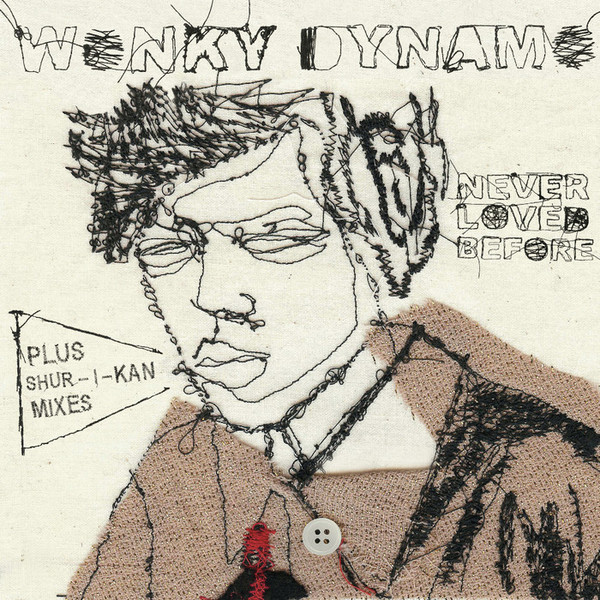 WONKY DYNAMO
NEVER
LOVED
BEFORE
PLUS
SHUR-I-KAN
MIXES